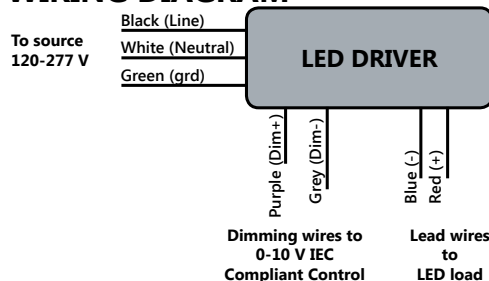 WIRING DIAGRAM
Black (Line)
To source
120-277 V
White (Neutral)
Green (grd)
LED DRIVER
Purple (Dim+)
Grey (Dim-)
Blue (-)
Red (+)
Dimming wires to
0-10 V IEC
Compliant Control
Lead wires
to
LED load